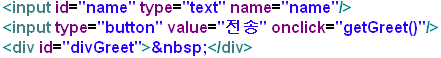 <input id="name" type="text" name="name"/>
<input type="button" value="전송" onclick="getGreet()"/>
<div id="divGreet">&nbsp;</div>